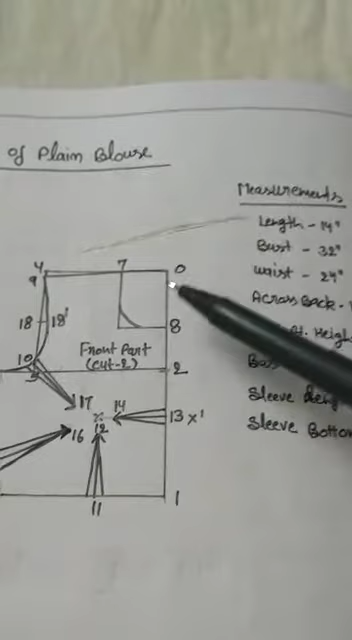 of Plain Blouse
Measurements
Length - 14"
Bust - 32"
waist - 24"
Across Back -
Height
Sleeve
Sleeve Bottom
4 7 0
9
18 18'
8
Front Part
(cut-2)
10
2
17
14
13 x'
16
12
11
1